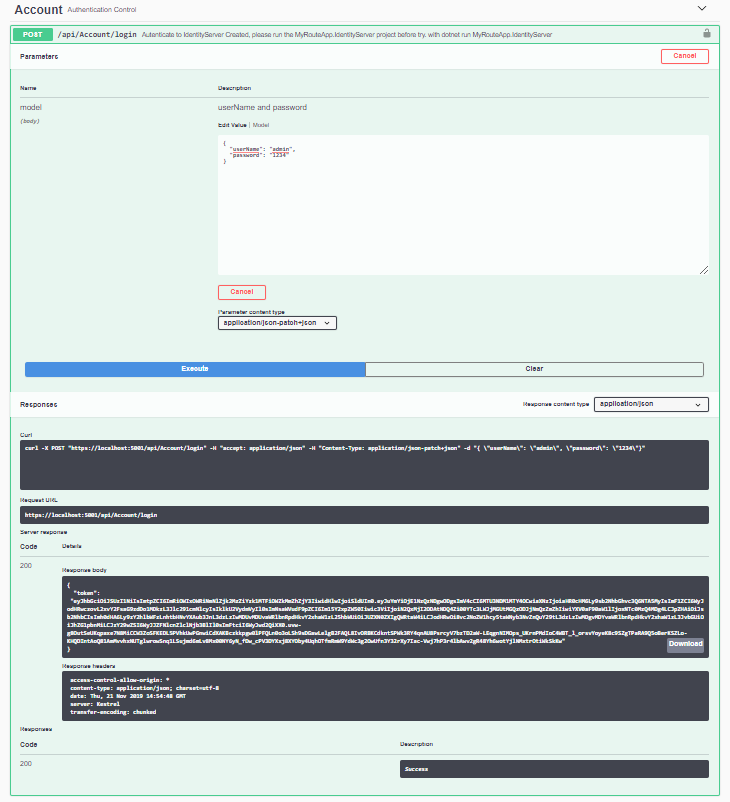 Account Authentication Control
POST /api/Account/login Autenticate to IdentityServer Created, please run the MyRouteApp.IdentityServer project before try. with dotnet run MyRouteApp.IdentityServer
Parameters Cancel
Name Description
model userName and password
(body)
Edit Value | Model
{
"userName": "admin",
"password": "1234"
}
Cancel
Parameter content type
application/json-patch+json
Execute Clear
Responses Response content type application/json
Curl
curl -X POST "https://localhost:5001/api/Account/login" -H "accept: application/json" -H "Content-Type: application/json-patch+json" -d "{ \"userName\": \"admin\", \"password\": \"1234\"}"
Request URL
https://localhost:5001/api/Account/login
Server response
Code Details
200
Response body
{
"token":
}
Download
Response headers
access-control-allow-origin: *
content-type: application/json; charset=utf-8
date: Thu, 21 Nov 2019 14:54:48 GMT
server: Kestrel
transfer-encoding: chunked
Responses
Code Description
200
Success